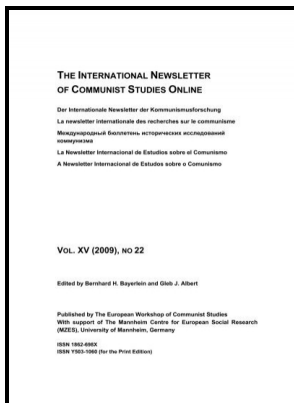 THE INTERNATIONAL NEWSLETTER
OF COMMUNIST STUDIES ONLINE
Der Internationale Newsletter der Kommunismusforschung
La newsletter internationale des recherches sur le communisme
Международный бюллетень исторических исследований
коммунизма
La Newsletter Internacional de Estudios sobre el Comunismo
A Newsletter Internacional de Estudos sobre o Comunismo
VOL. XV (2009), NO 22
Edited by Bernhard H. Bayerlein and Gleb J. Albert
Published by The European Workshop of Communist Studies
With support of The Mannheim Centre for European Social Research
(MZES), University of Mannheim, Germany
ISSN 1862-698X
ISSN Y503-1060 (for the Print Edition)